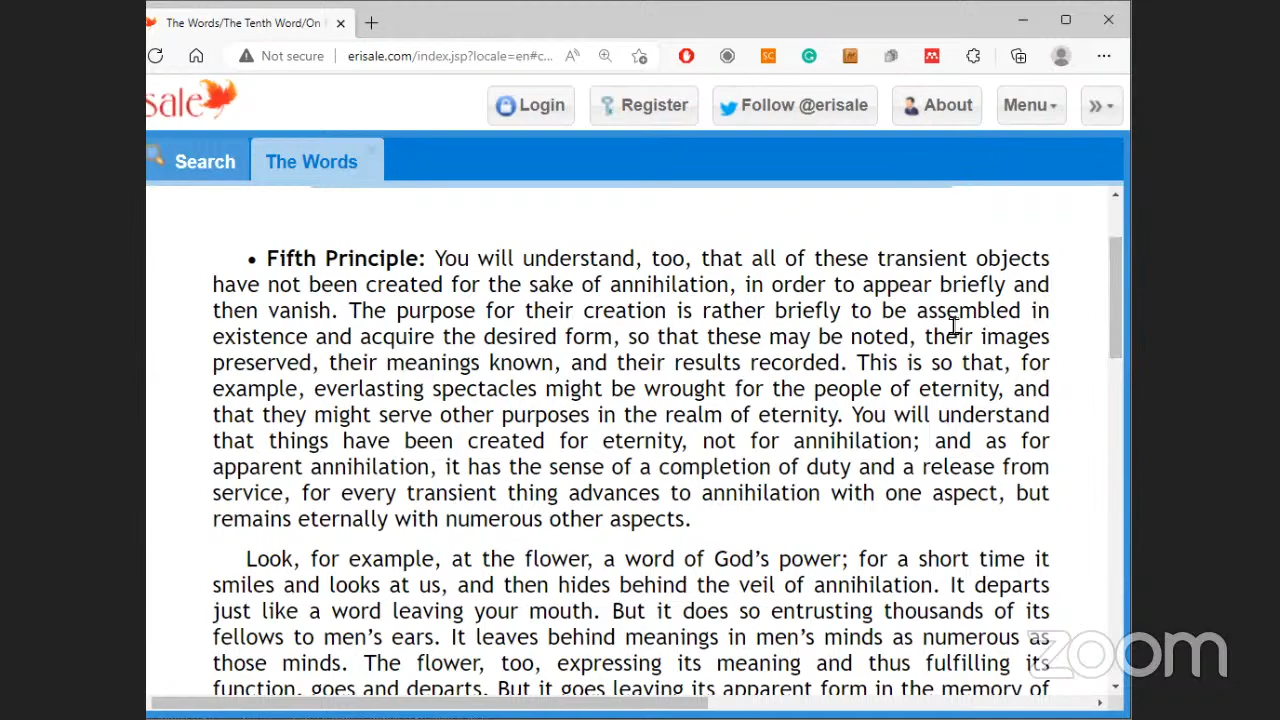 The Words/The Tenth Word/On
Not secure erisale.com/index.jsp?locale=en#c...
sale Login Register Follow @erisale About Menu »
Search The Words
• Fifth Principle: You will understand, too, that all of these transient objects
have not been created for the sake of annihilation, in order to appear briefly and
then vanish. The purpose for their creation is rather briefly to be assembled in
existence and acquire the desired form, so that these may be noted, their images
preserved, their meanings known, and their results recorded. This is so that, for
example, everlasting spectacles might be wrought for the people of eternity, and
that they might serve other purposes in the realm of eternity. You will understand
that things have been created for eternity, not for annihilation; and as for
apparent annihilation, it has the sense of a completion of duty and a release from
service, for every transient thing advances to annihilation with one aspect, but
remains eternally with numerous other aspects.
Look, for example, at the flower, a word of God’s power; for a short time it
smiles and looks at us, and then hides behind the veil of annihilation. It departs
just like a word leaving your mouth. But it does so entrusting thousands of its
fellows to men’s ears. It leaves behind meanings in men’s minds as numerous as
those minds. The flower, too, expressing its meaning and thus fulfilling its
function, goes and departs. But it goes leaving its apparent form in the memory of
zoom